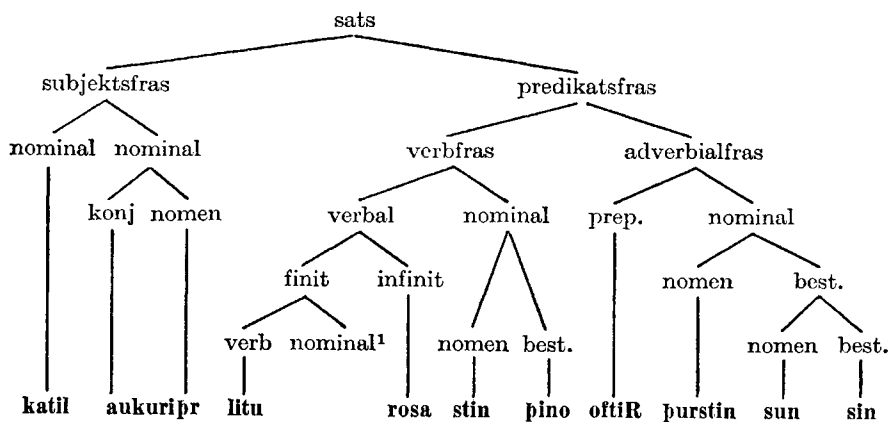 sats
subjektsfras predikatsfras
nominal nominal verbfras adverbialfras
konj nomen verbal nominal prep. nominal
finit infinit nomen best.
verb nominal¹ nomen best. nomen best.
katil aukuriþr litu rosa stin þino oftiR þurstin sun sin